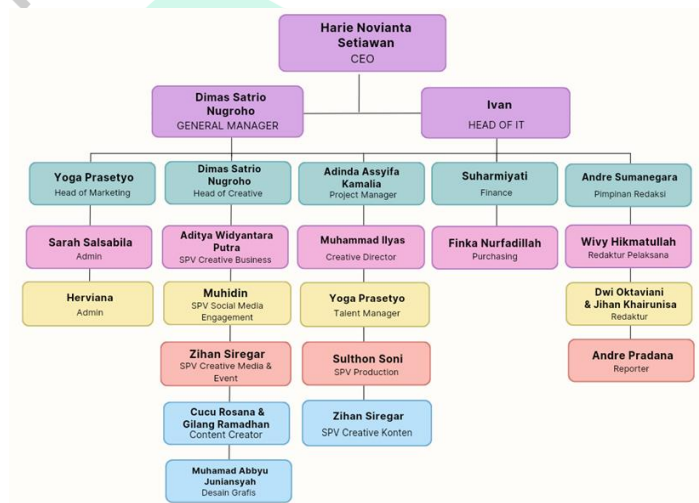 Harie Novianta
Setiawan
CEO
Dimas Satrio
Nugroho
GENERAL MANAGER
Ivan
HEAD OF IT
Yoga Prasetyo
Head of Marketing
Dimas Satrio
Nugroho
Head of Creative
Adinda Assyifa
Kamalia
Project Manager
Suharmiyati
Finance
Andre Sumanegara
Pimpinan Redaksi
Sarah Salsabila
Admin
Aditya Widyantara
Putra
SPV Creative Business
Muhammad Ilyas
Creative Director
Finka Nurfadillah
Purchasing
Wivy Hikmatullah
Redaktur Pelaksana
Herviana
Admin
Muhidin
SPV Social Media
Engagement
Yoga Prasetyo
Talent Manager
Dwi Oktaviani
& Jihan Khairunisa
Redaktur
Zihan Siregar
SPV Creative Media &
Event
Sulthon Soni
SPV Production
Andre Pradana
Reporter
Cucu Rosana &
Gilang Ramadhan
Content Creator
Zihan Siregar
SPV Creative Konten
Muhamad Abbyu
Juniansyah
Desain Grafis